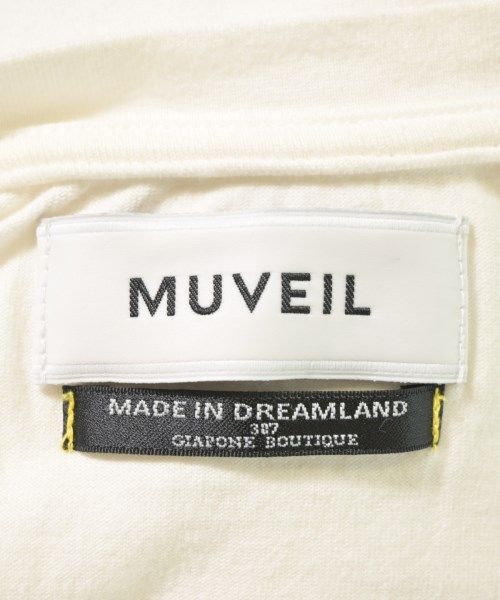 MUVEIL
MADE IN DREAMLAND
387
GIAPONE BOUTIQUE